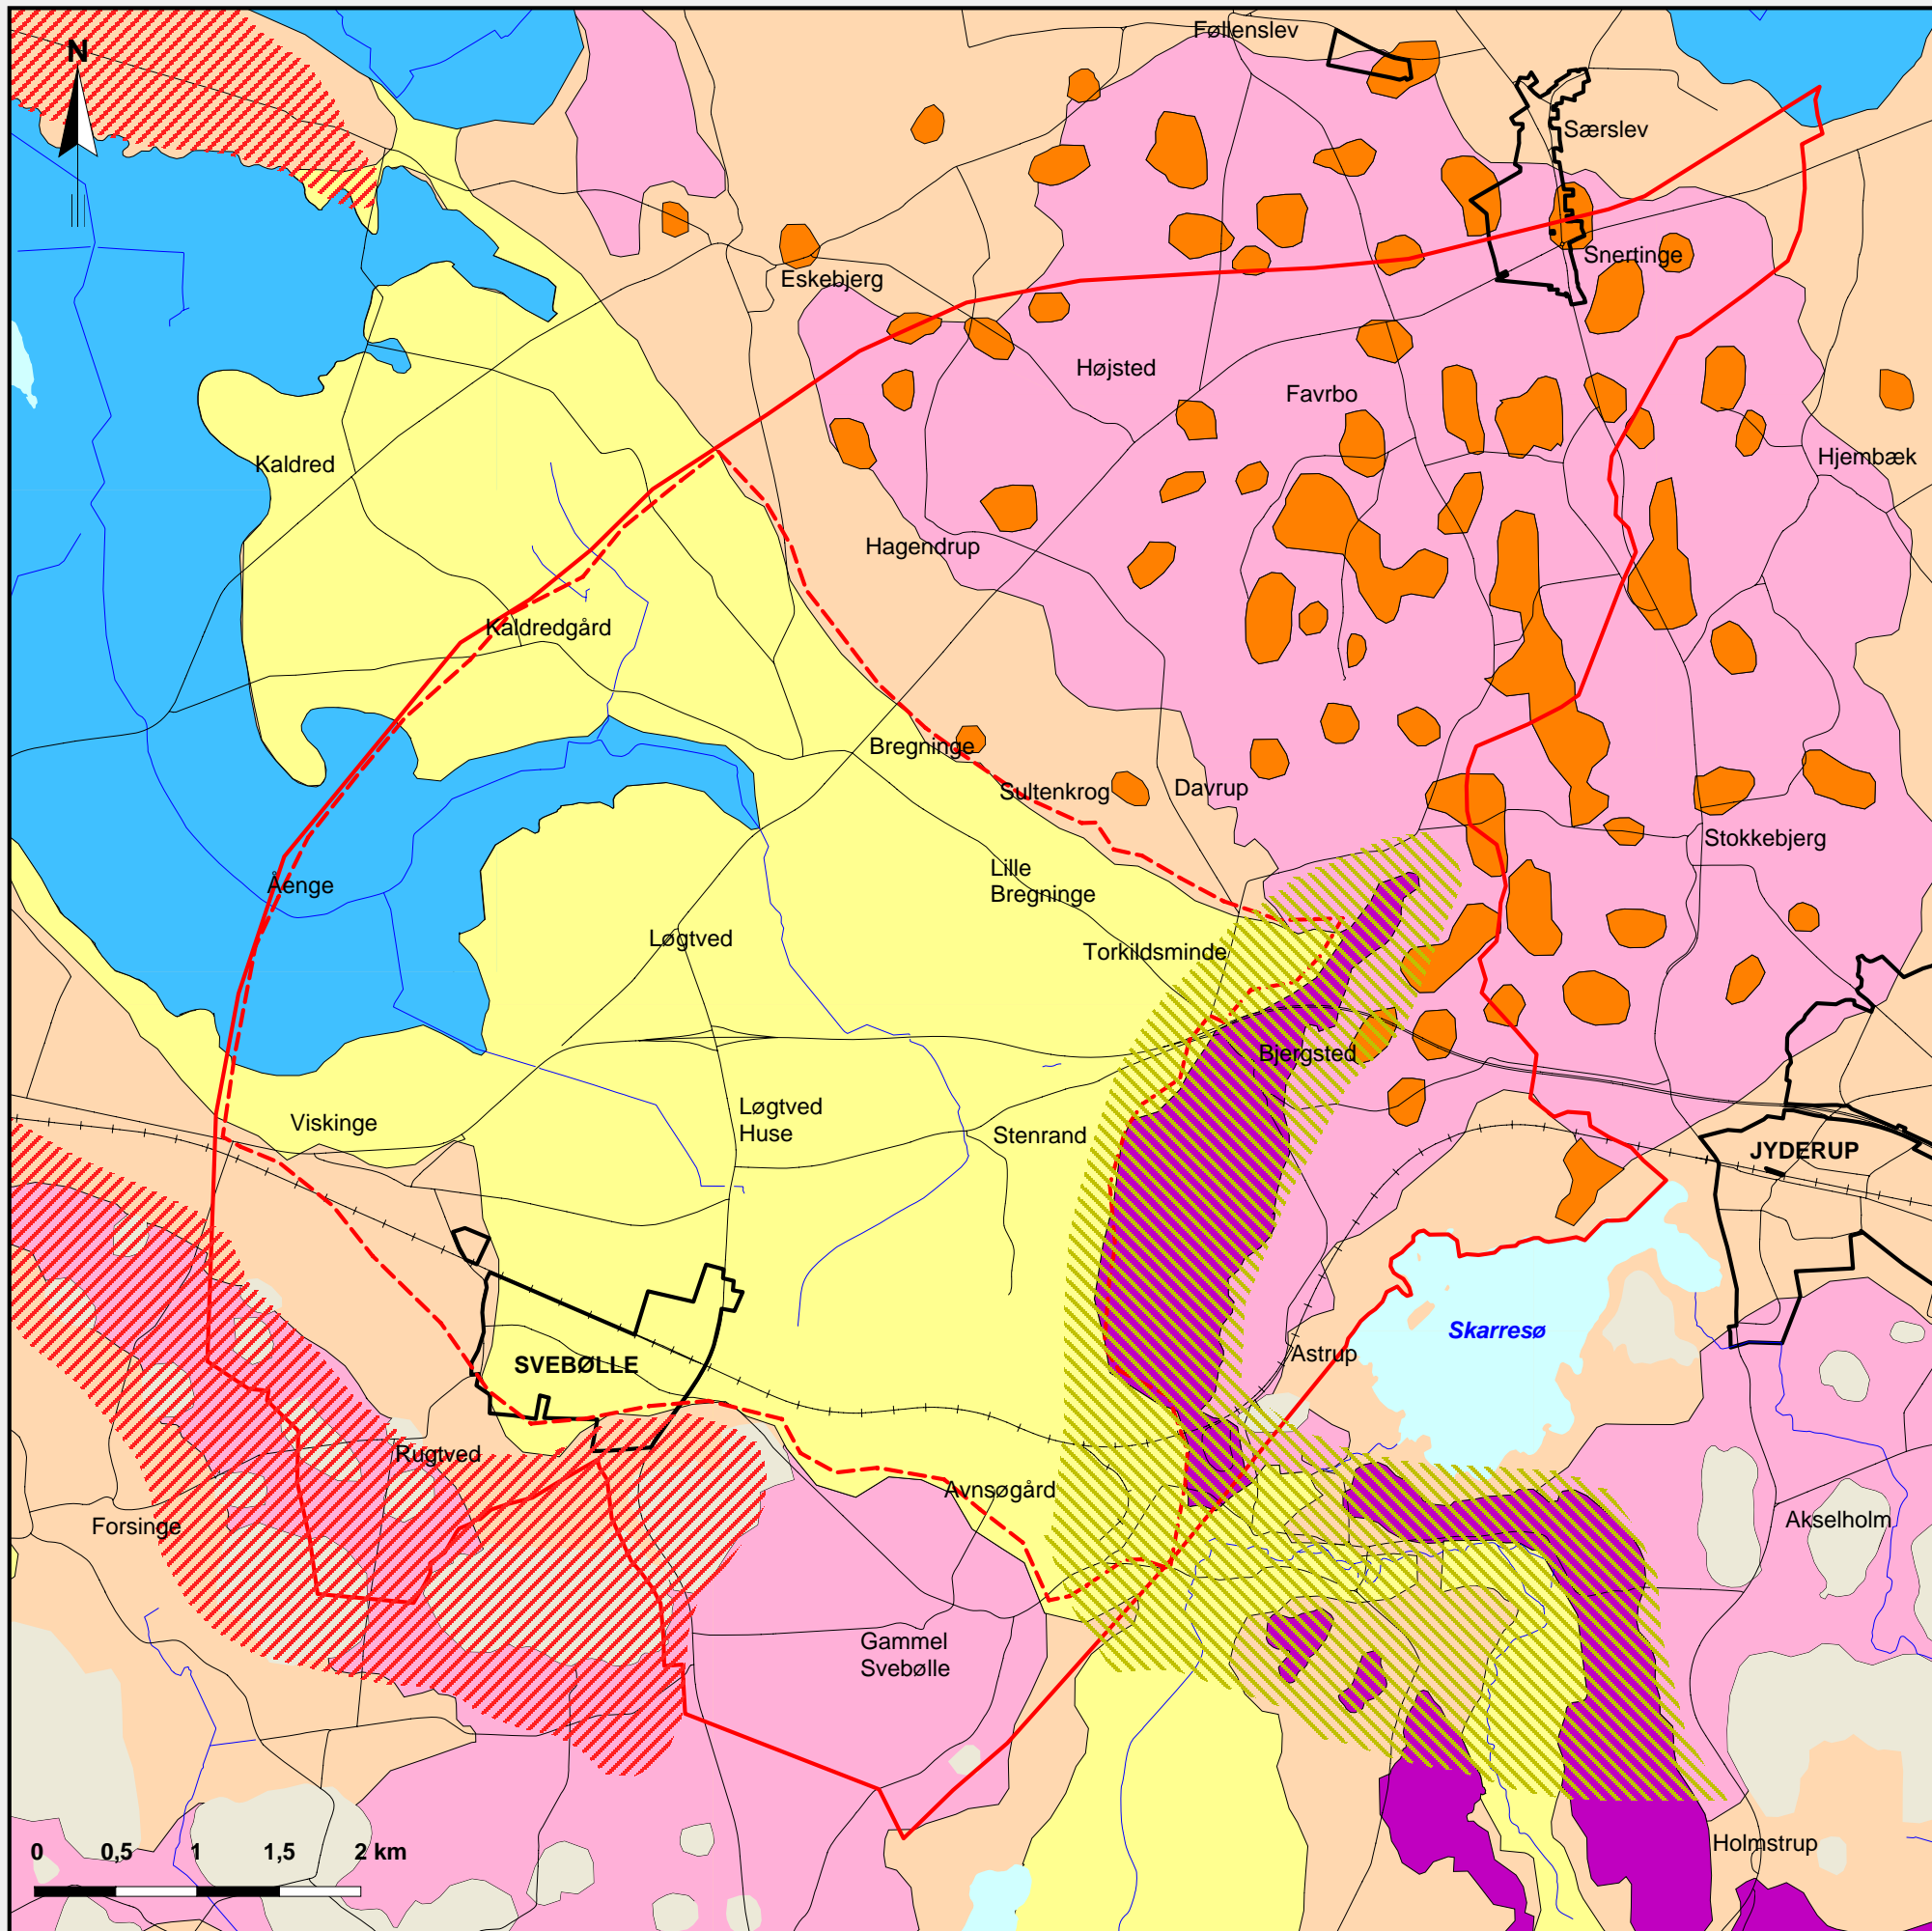 Føllenslev
N
Særslev
Snertinge
Eskebjerg
Højsted
Favrbo
Hjembæk
Kaldred
Hagendrup
Kaldredgård
Bregninge
Sultenkrog
Davrup
Stokkebjerg
Lille
Bregninge
Åenge
Løgtved
Torkildsminde
Bjergsted
Løgtved
Huse
Viskinge
Stenrand
JYDERUP
Skarresø
Astrup
SVEBØLLE
Rugtved
Avnsøgård
Forsinge
Akselholm
Gammel
Svebølle
Holmstrup
0 0,5 1 1,5 2 km